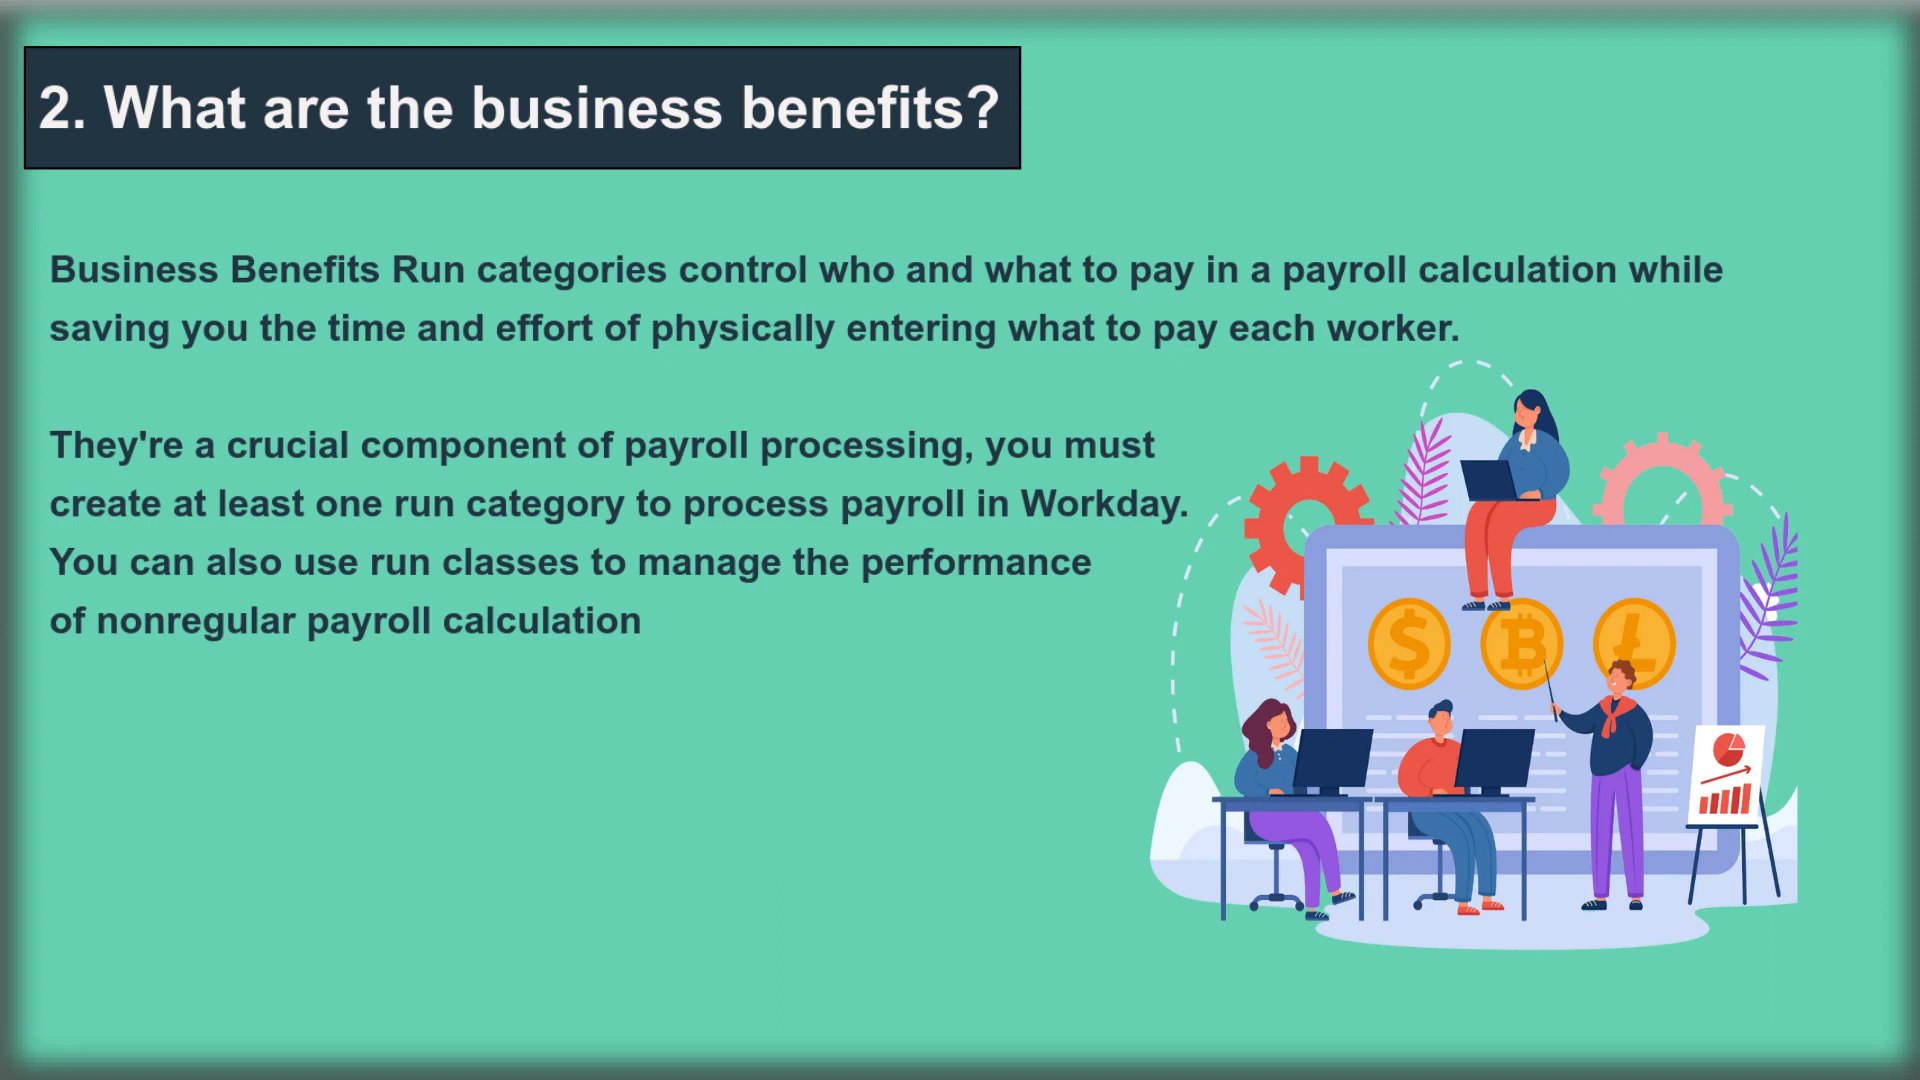 2. What are the business benefits?
Business Benefits Run categories control who and what to pay in a payroll calculation while
saving you the time and effort of physically entering what to pay each worker.
They're a crucial component of payroll processing, you must
create at least one run category to process payroll in Workday.
You can also use run classes to manage the performance
of nonregular payroll calculation